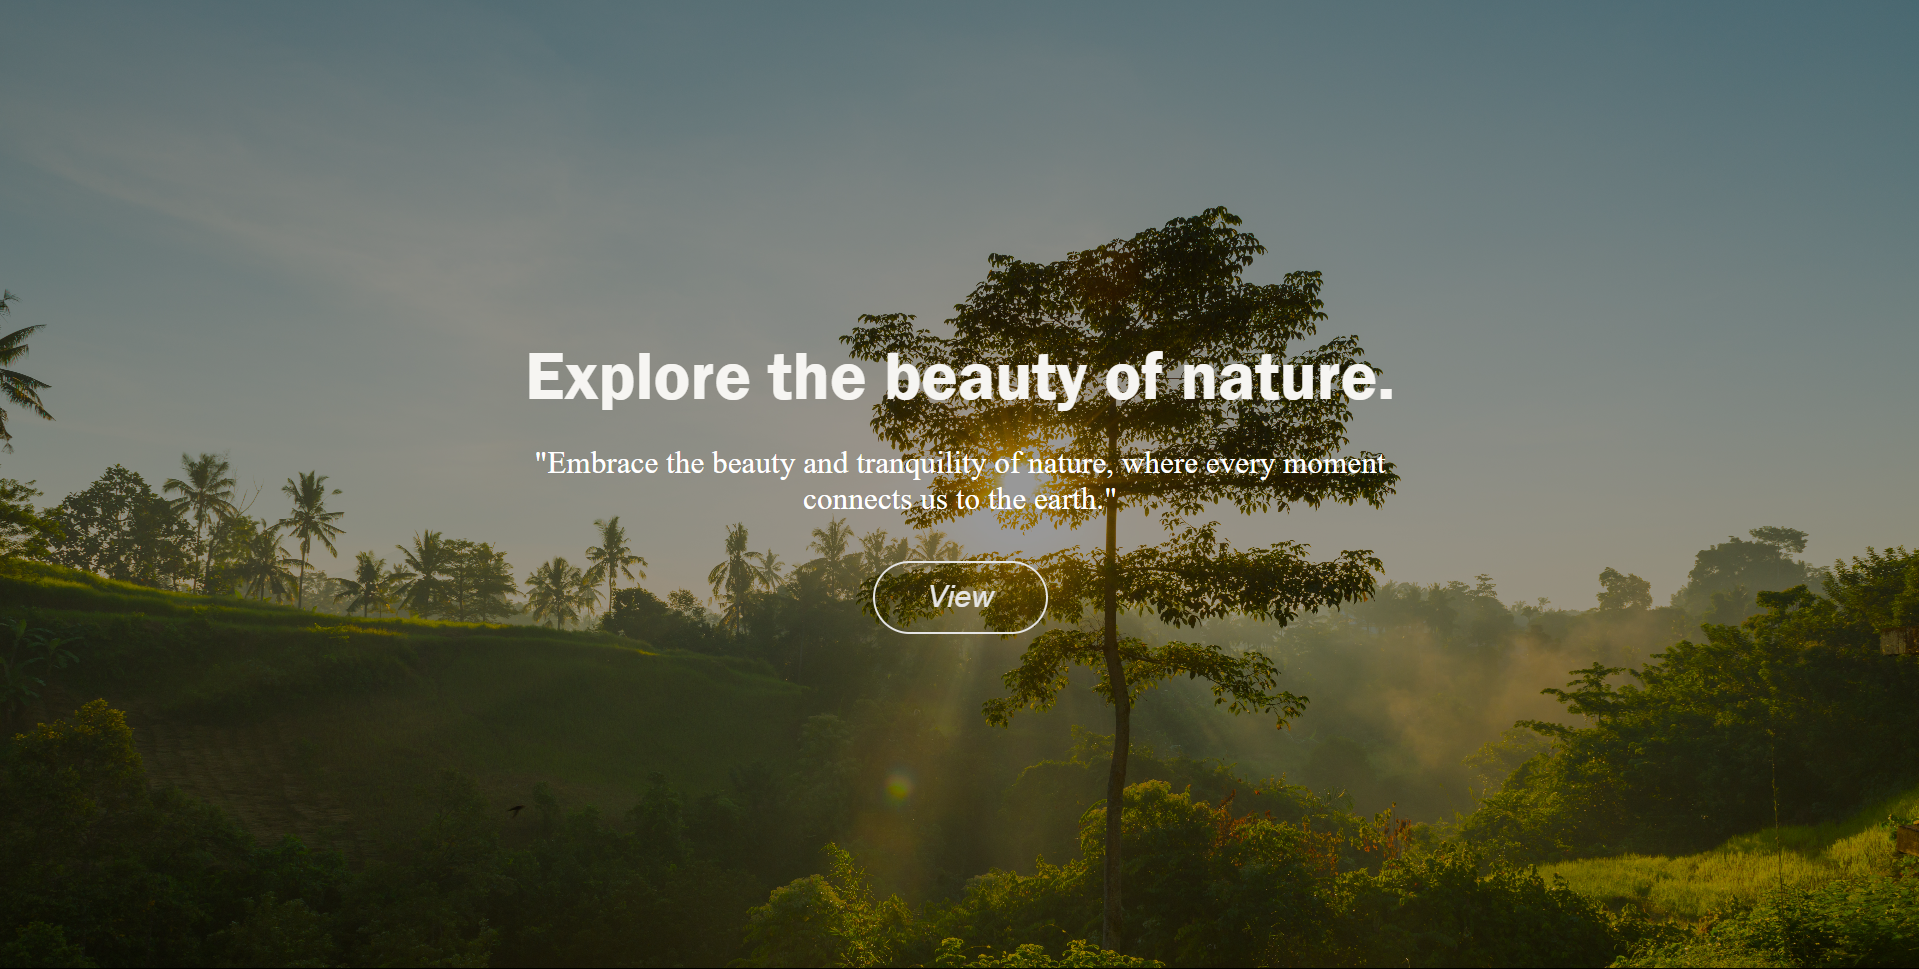 Explore the beauty of nature.
"Embrace the beauty and tranquility of nature, where every moment
connects us to the earth."
View